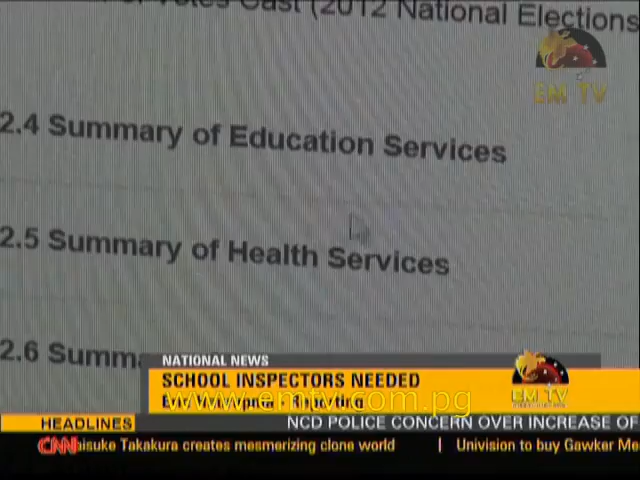 Votes Cast (2012 National Elections
EM TV
2.4 Summary of Education Services
2.5 Summary of Health Services
2.6 Summa
NATIONAL NEWS
SCHOOL INSPECTORS NEEDED
Reporting
www.emtv.com.pg
EM TV
HEADLINES NCD POLICE CONCERN OVER INCREASE OF
CNN aisuke Takakura creates mesmerizing clone world | Univision to buy Gawker Me